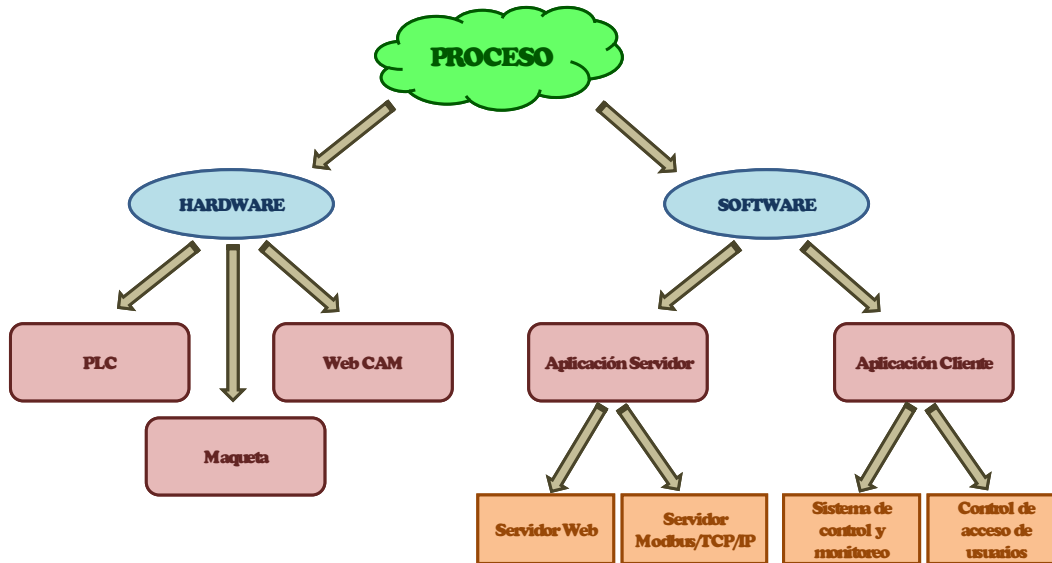 PROCESO
HARDWARE
SOFTWARE
PLC
Web CAM
Maqueta
Aplicación Servidor
Aplicación Cliente
Servidor Web
Servidor
Modbus/TCP/IP
Sistema de
control y
monitoreo
Control de
acceso de
usuarios